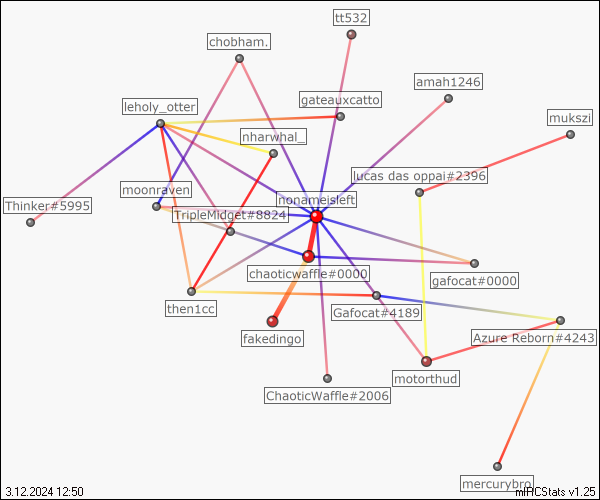 tt532
chobham.
amah1246
leholy_otter
gateauxcatto
mukszi
nharwhal_
lucas das oppai#2396
moonraven
nonameisleft
Thinker#5995
TripleMidget#8824
chaoticwaffle#0000
gafocat#0000
then1cc
Gafocat#4189
fakedingo
Azure Reborn#4243
motorthud
ChaoticWaffle#2006
mercurybro
3.12.2024 12:50
mIRCStats v1.25